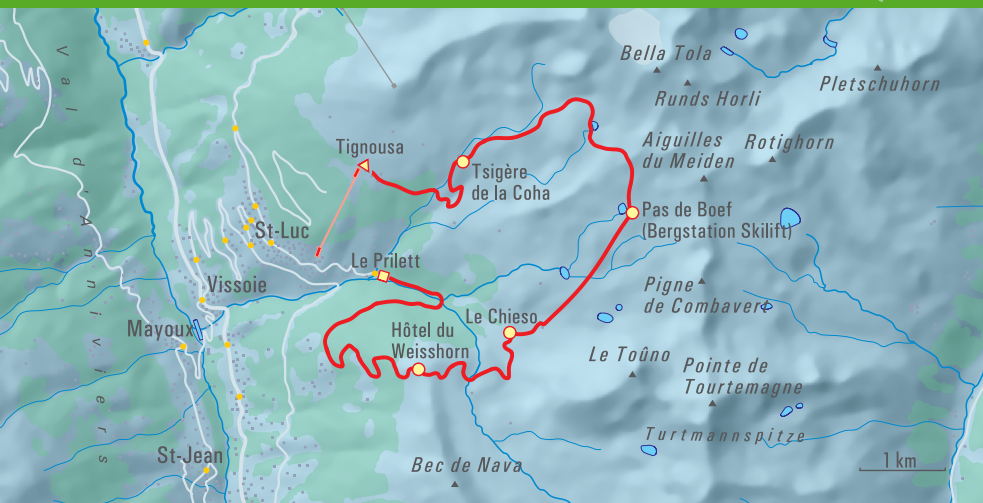 Bella Tola
Pletschuhorn
Runds Horli
Val d'Anniviers
Tignousa
Aiguilles
du Meiden
Rotighorn
Tsigère
de la Coha
Pas de Boef
(Bergstation Skilift)
St-Luc
Le Prilett
Vissoie
Pigne
de Combavert
Mayoux
Hôtel du
Weisshorn
Le Chieso
Le Toûno
Pointe de
Tourtemagne
Turtmannspitze
St-Jean
Bec de Nava
1 km